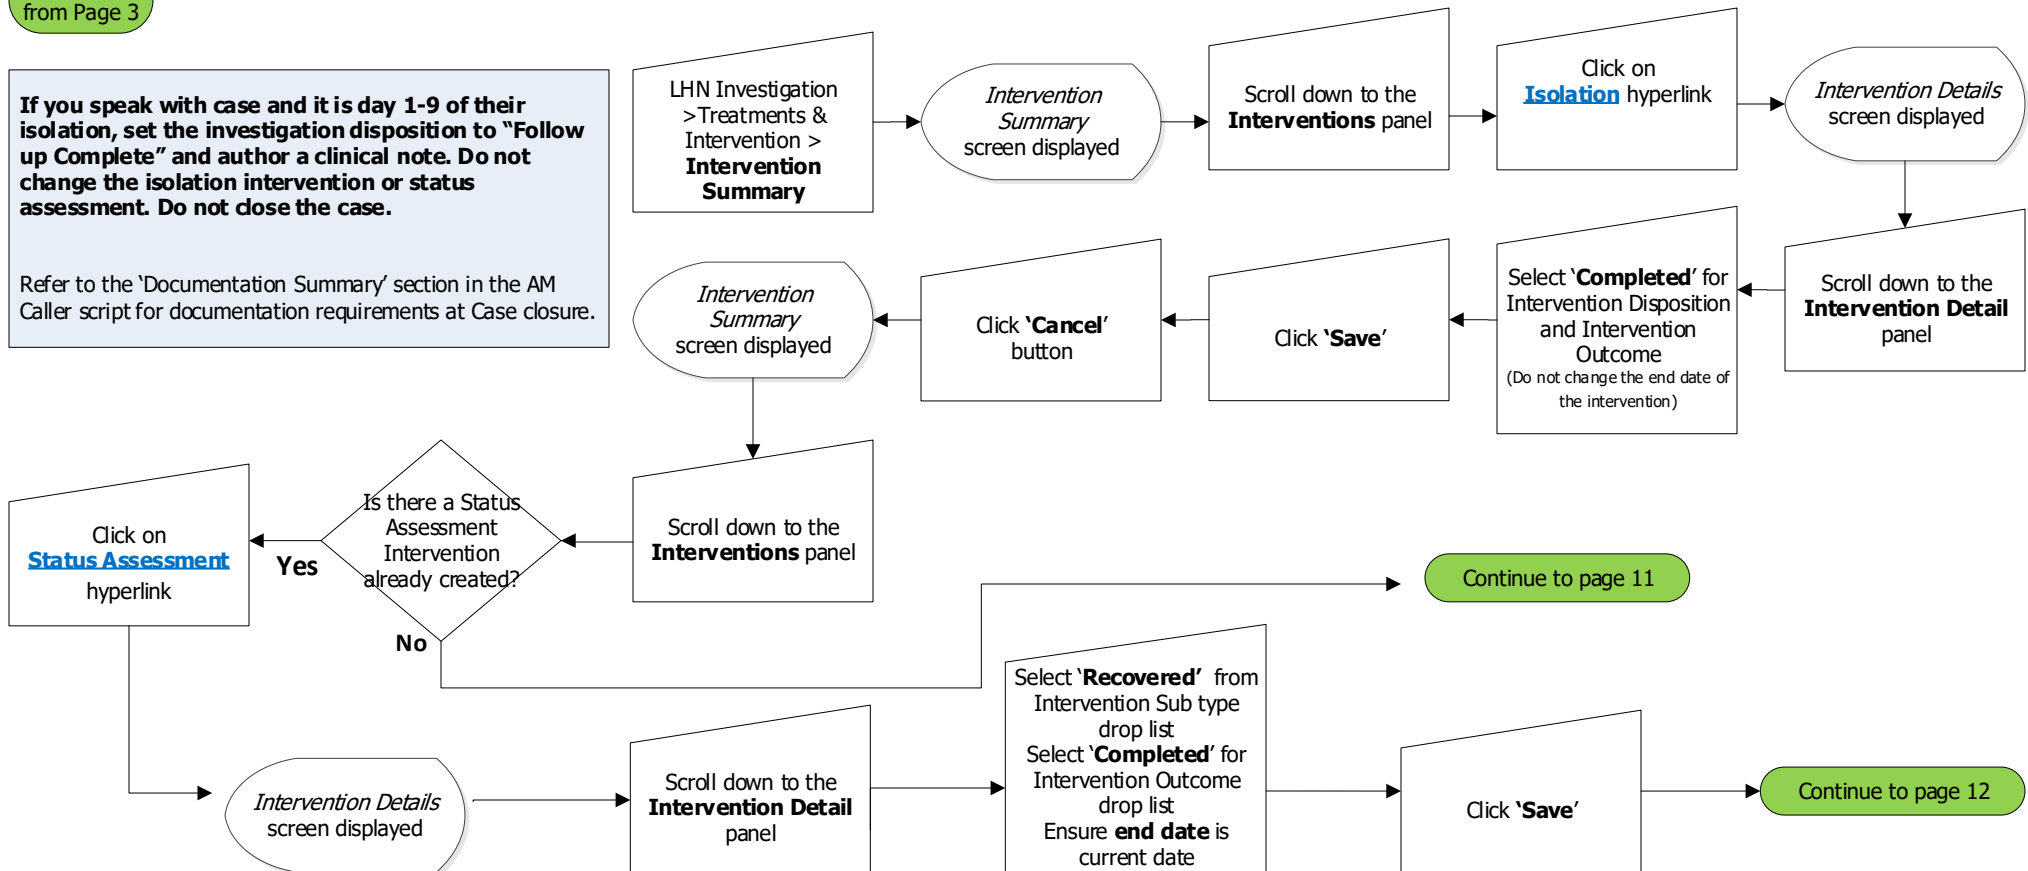 from Page 3
If you speak with case and it is day 1-9 of their
isolation, set the investigation disposition to “Follow
up Complete” and author a clinical note. Do not
change the isolation intervention or status
assessment. Do not close the case.
Refer to the ‘Documentation Summary’ section in the AM
Caller script for documentation requirements at Case closure.
LHN Investigation
>Treatments &
Intervention >
Intervention
Summary
Intervention
Summary
screen displayed
Scroll down to the
Interventions panel
Click on
Isolation hyperlink
Intervention Details
screen displayed
Scroll down to the
Intervention Detail
panel
Select ‘Completed’ for
Intervention Disposition
and Intervention
Outcome
(Do not change the end date of
the intervention)
Click ‘Save’
Click ‘Cancel’
button
Intervention
Summary
screen displayed
Scroll down to the
Interventions panel
Is there a Status
Assessment
Intervention
already created?
Yes
No
Click on
Status Assessment
hyperlink
Continue to page 11
Intervention Details
screen displayed
Scroll down to the
Intervention Detail
panel
Select ‘Recovered’ from
Intervention Sub type
drop list
Select ‘Completed’ for
Intervention Outcome
drop list
Ensure end date is
current date
Click ‘Save’
Continue to page 12